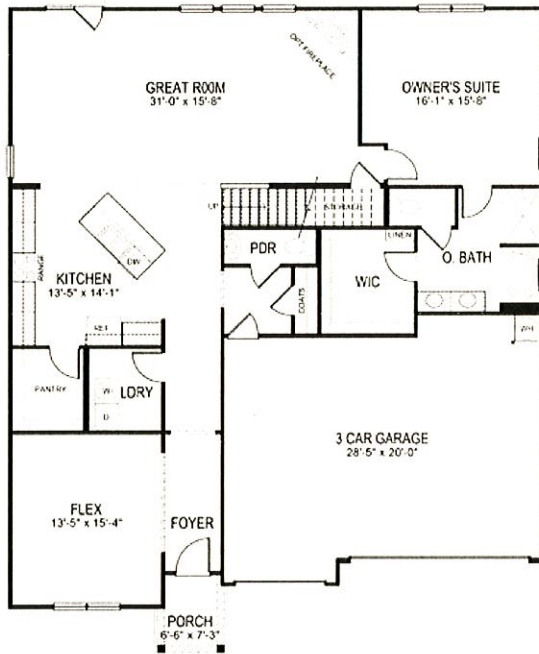 OPT FIREPLACE
GREAT ROOM
31'-0" x 15'-8"
OWNER'S SUITE
16'-1" x 15'-8"
UP
STORAGE
PDR
LINEN
O. BATH
WIC
COATS
DW
RANGE
KITCHEN
13'-5" x 14'-1"
REF
WH
PANTRY
LDRY
W
D
3 CAR GARAGE
28'-5" x 20'-0"
FLEX
13'-5" x 15'-4"
FOYER
PORCH
6'-6" x 7'-3"